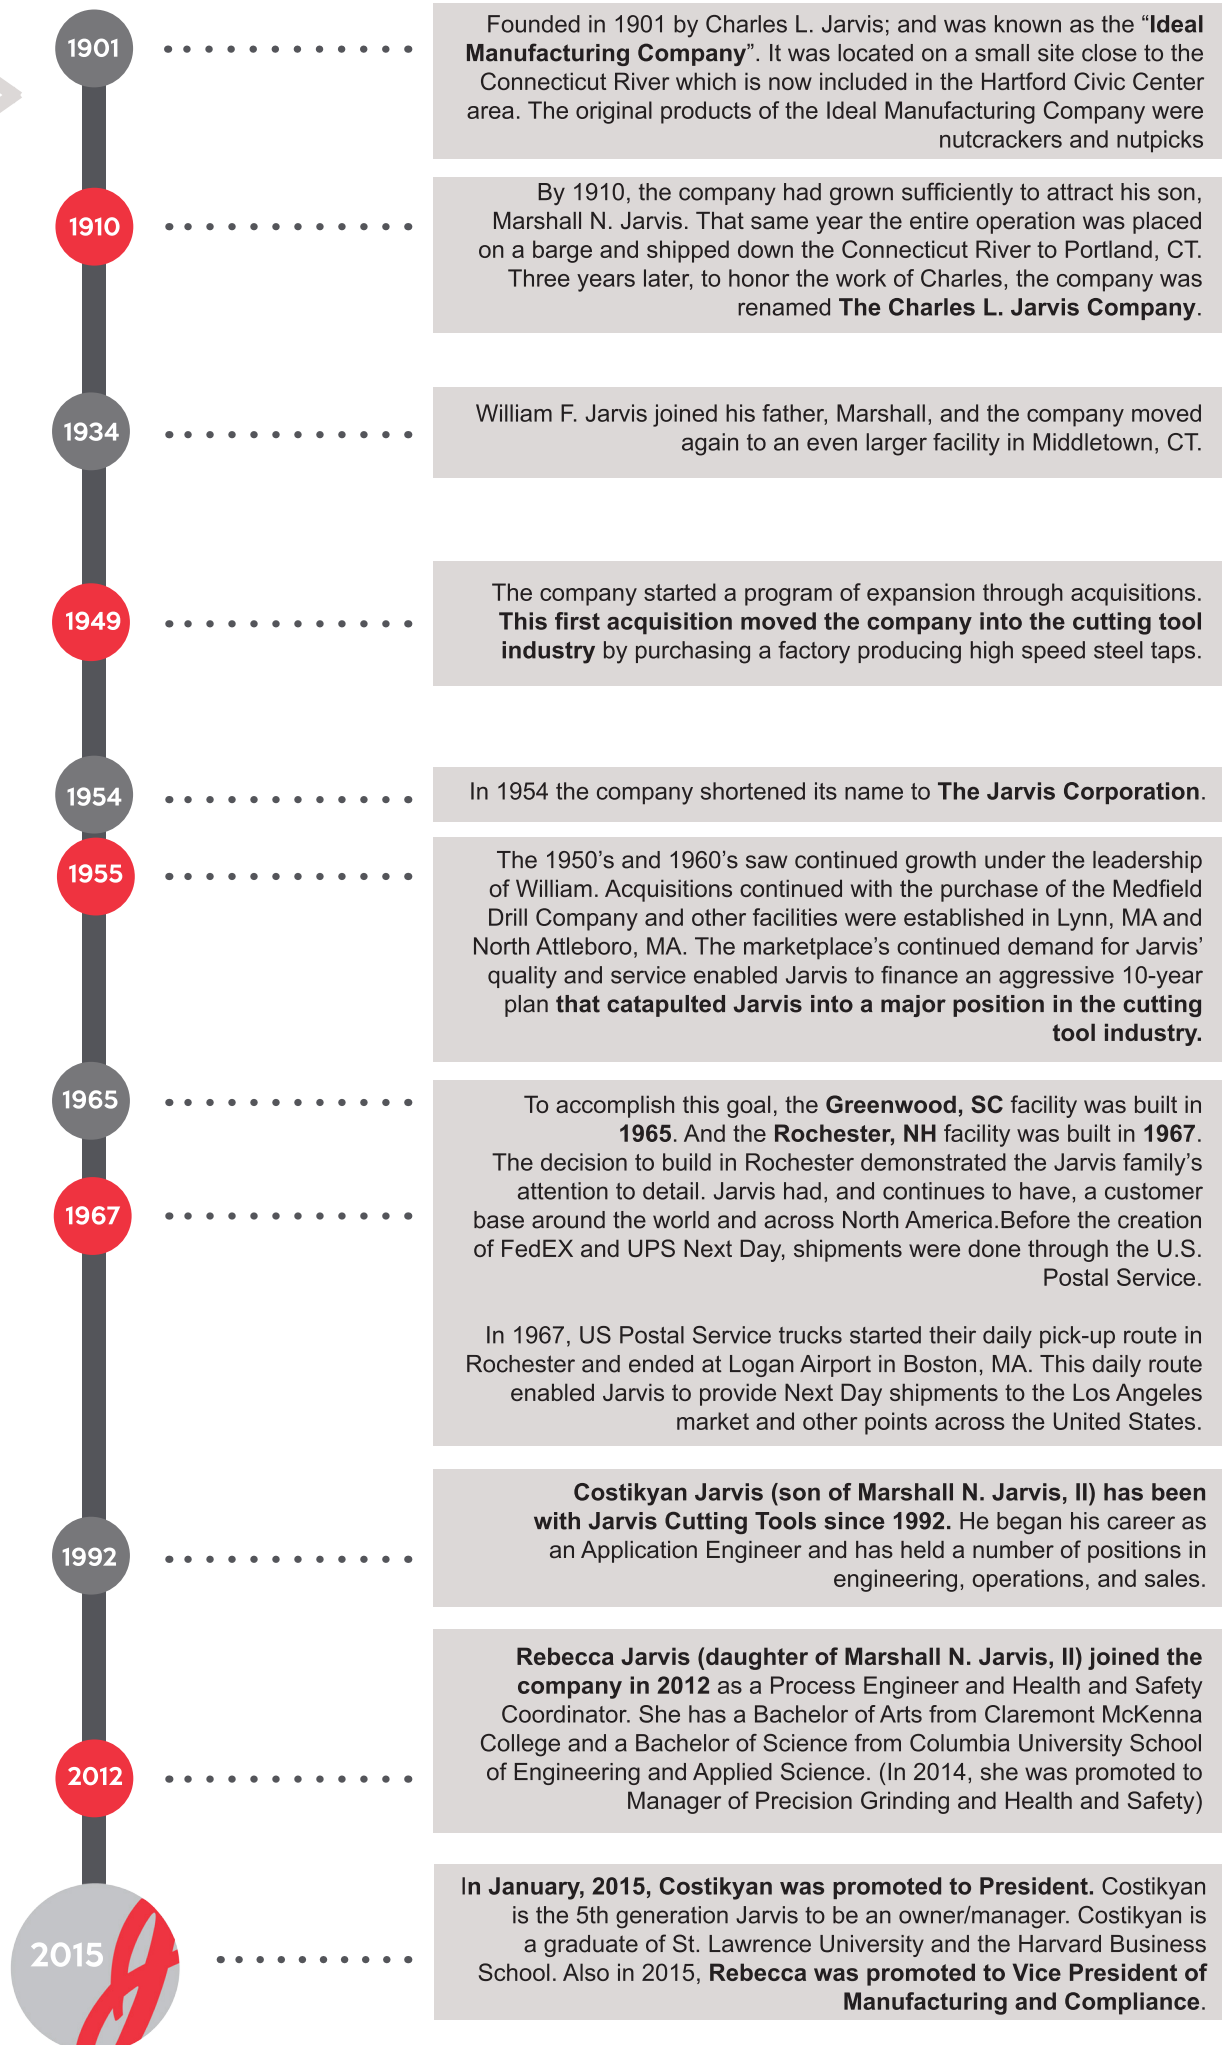 1901
Founded in 1901 by Charles L. Jarvis; and was known as the “Ideal
Manufacturing Company”. It was located on a small site close to the
Connecticut River which is now included in the Hartford Civic Center
area. The original products of the Ideal Manufacturing Company were
nutcrackers and nutpicks
1910
By 1910, the company had grown sufficiently to attract his son,
Marshall N. Jarvis. That same year the entire operation was placed
on a barge and shipped down the Connecticut River to Portland, CT.
Three years later, to honor the work of Charles, the company was
renamed The Charles L. Jarvis Company.
1934
William F. Jarvis joined his father, Marshall, and the company moved
again to an even larger facility in Middletown, CT.
1949
The company started a program of expansion through acquisitions.
This first acquisition moved the company into the cutting tool
industry by purchasing a factory producing high speed steel taps.
1954
In 1954 the company shortened its name to The Jarvis Corporation.
1955
The 1950’s and 1960’s saw continued growth under the leadership
of William. Acquisitions continued with the purchase of the Medfield
Drill Company and other facilities were established in Lynn, MA and
North Attleboro, MA. The marketplace’s continued demand for Jarvis’
quality and service enabled Jarvis to finance an aggressive 10-year
plan that catapulted Jarvis into a major position in the cutting
tool industry.
1965
To accomplish this goal, the Greenwood, SC facility was built in
1965. And the Rochester, NH facility was built in 1967.
The decision to build in Rochester demonstrated the Jarvis family’s
attention to detail. Jarvis had, and continues to have, a customer
base around the world and across North America.Before the creation
of FedEX and UPS Next Day, shipments were done through the U.S.
Postal Service.
1967
In 1967, US Postal Service trucks started their daily pick-up route in
Rochester and ended at Logan Airport in Boston, MA. This daily route
enabled Jarvis to provide Next Day shipments to the Los Angeles
market and other points across the United States.
1992
Costikyan Jarvis (son of Marshall N. Jarvis, II) has been
with Jarvis Cutting Tools since 1992. He began his career as
an Application Engineer and has held a number of positions in
engineering, operations, and sales.
2012
Rebecca Jarvis (daughter of Marshall N. Jarvis, II) joined the
company in 2012 as a Process Engineer and Health and Safety
Coordinator. She has a Bachelor of Arts from Claremont McKenna
College and a Bachelor of Science from Columbia University School
of Engineering and Applied Science. (In 2014, she was promoted to
Manager of Precision Grinding and Health and Safety)
2015
In January, 2015, Costikyan was promoted to President. Costikyan
is the 5th generation Jarvis to be an owner/manager. Costikyan is
a graduate of St. Lawrence University and the Harvard Business
School. Also in 2015, Rebecca was promoted to Vice President of
Manufacturing and Compliance.